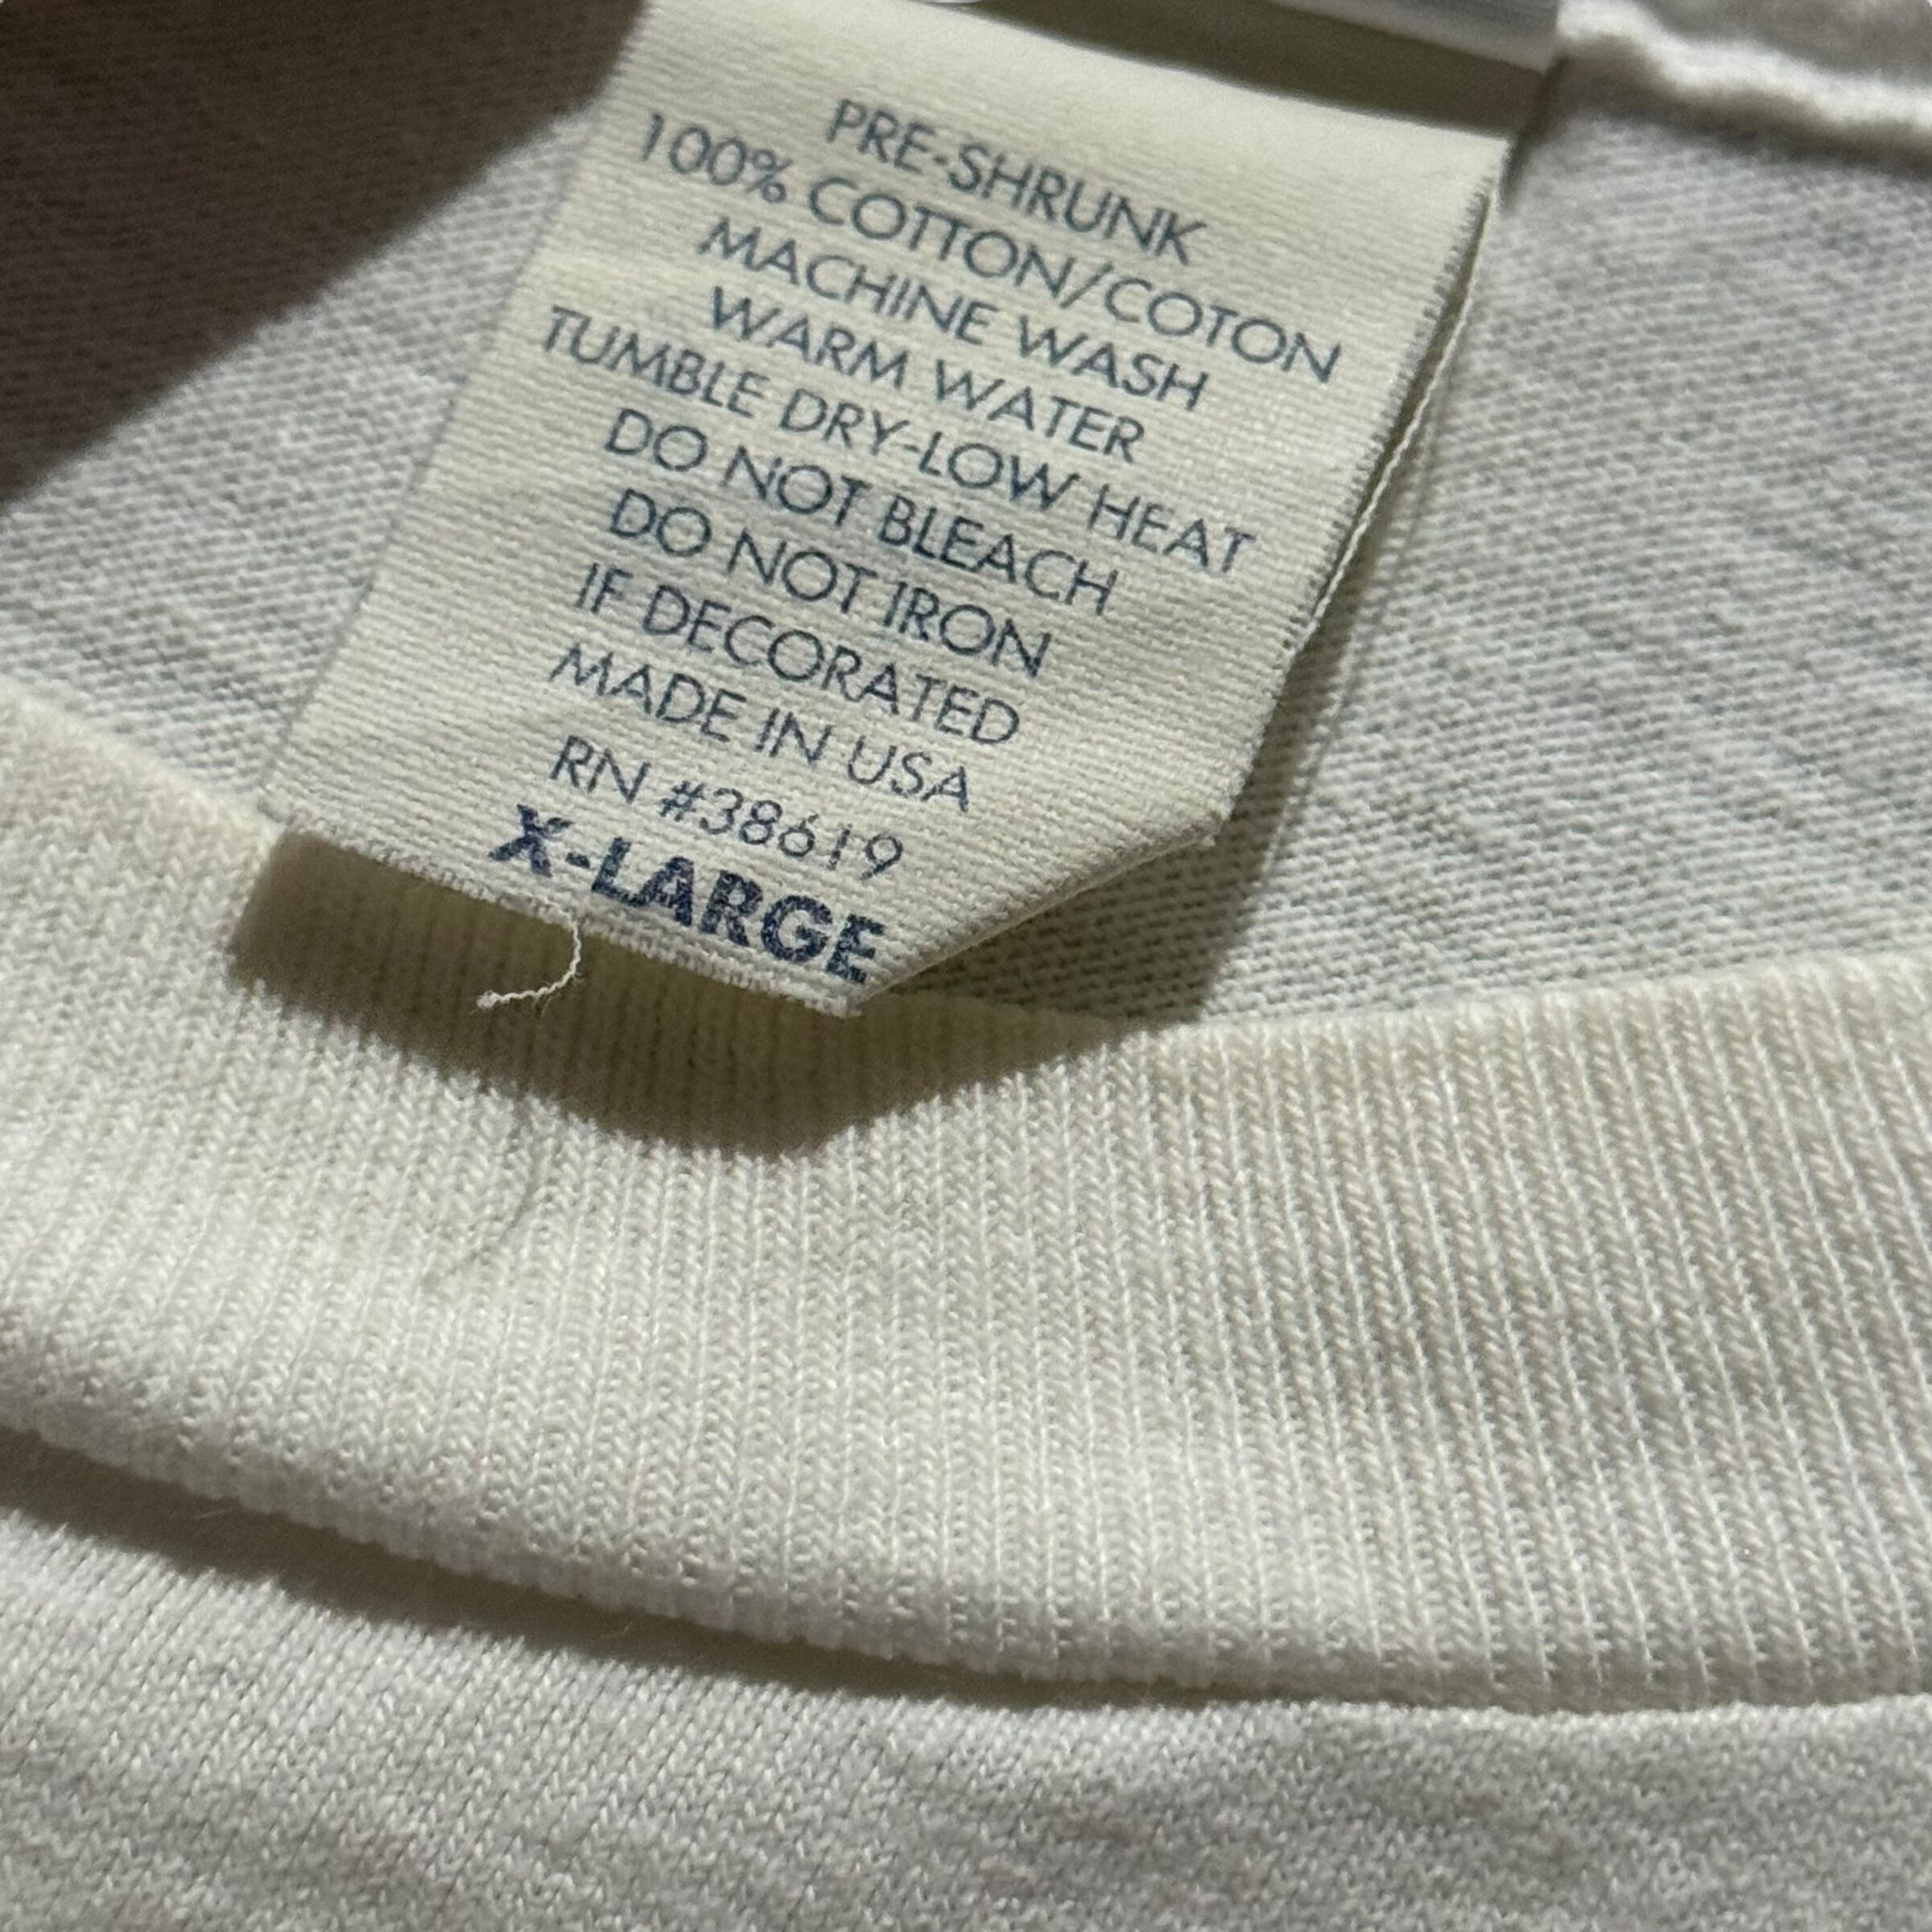 PRE-SHRUNK
100% COTTON/COTON
MACHINE WASH
WARM WATER
TUMBLE DRY-LOW HEAT
DO NOT BLEACH
DO NOT IRON
IF DECORATED
MADE IN USA
RN #38619
X-LARGE